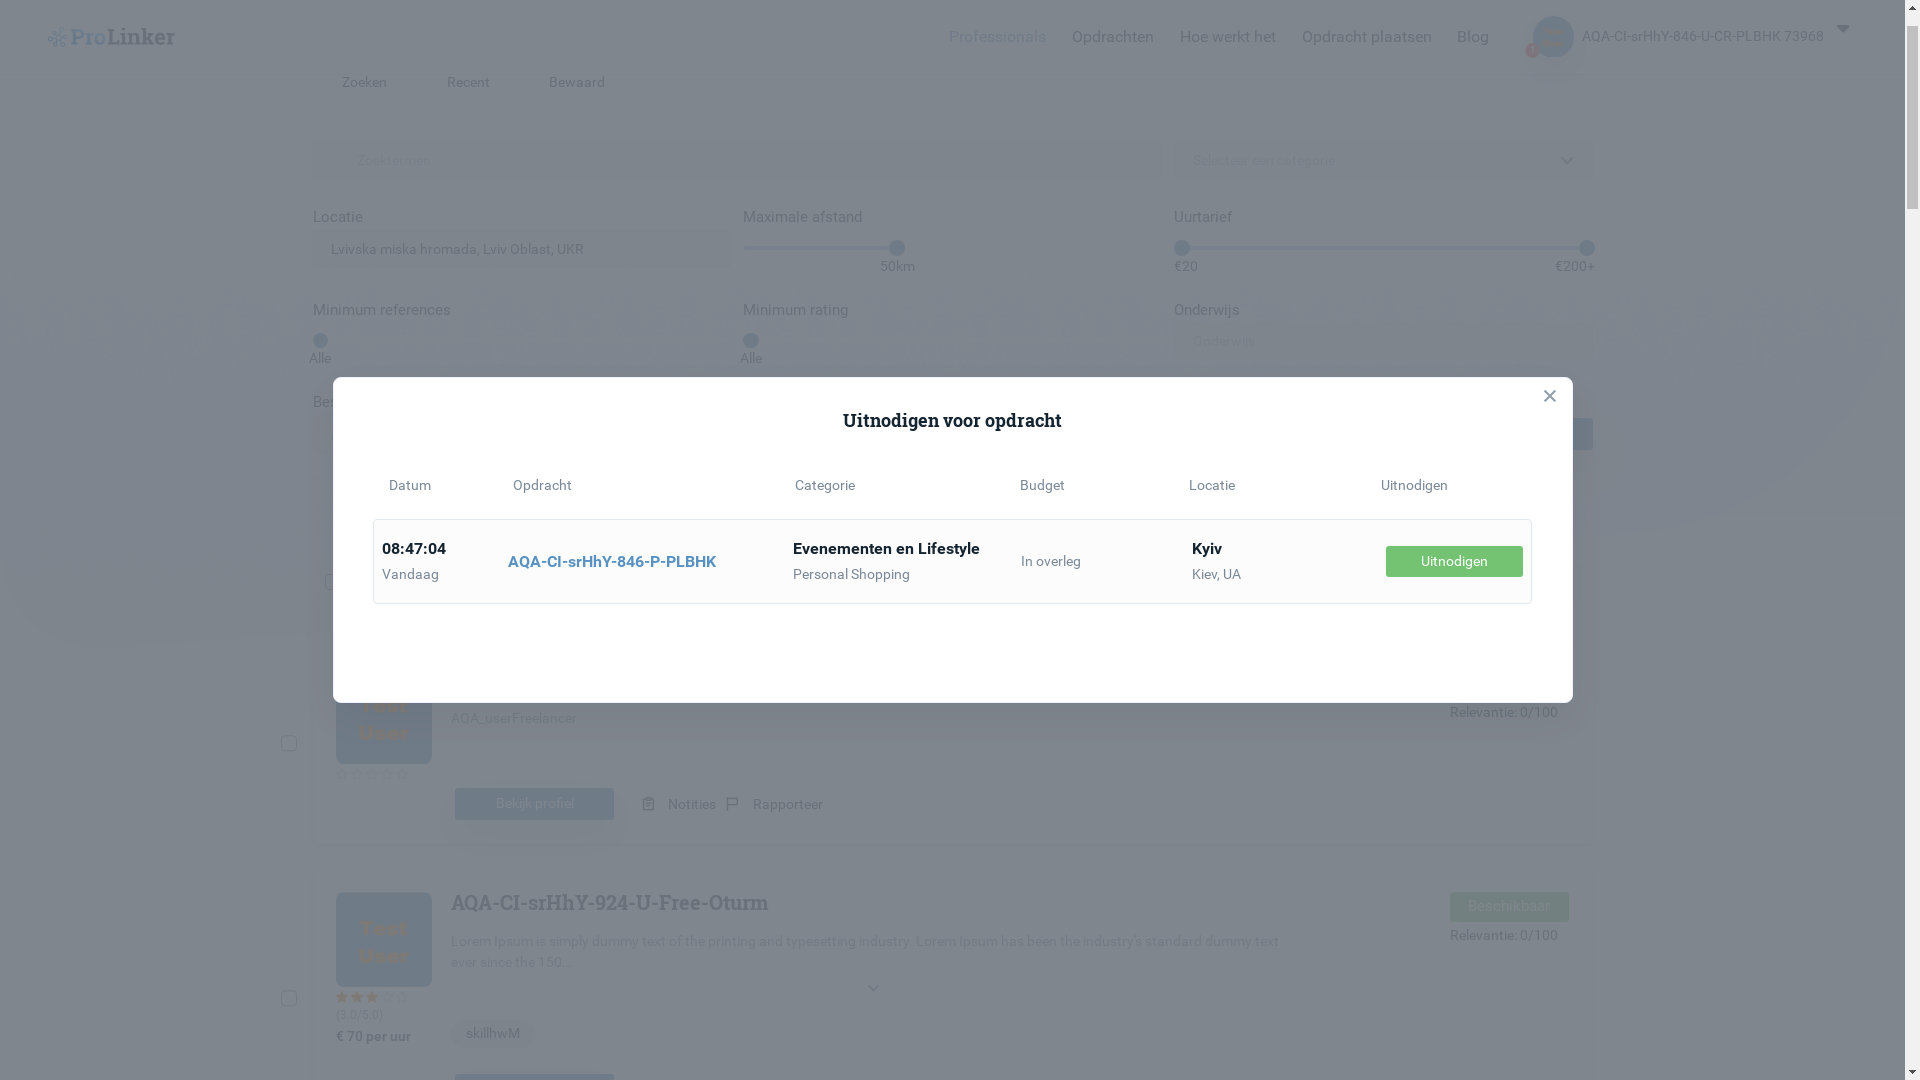 ProLinker
Professionals Opdrachten Hoe werkt het Opdracht plaatsen Blog AQA-CI-srHhY-846-U-CR-PLBHK 73968
Zoeken Recent Bewaard
Zoektermen Selecteer een categorie
Locatie Maximale afstand Uurtarief
Lvivska miska hromada, Lviv Oblast, UKR
50km €20 €200+
Minimum references Minimum rating Onderwijs
Onderwijs
Alle Alle
Uitnodigen voor opdracht
Datum Opdracht Categorie Budget Locatie Uitnodigen
08:47:04 Evenementen en Lifestyle Kyiv
AQA-CI-srHhY-846-P-PLBHK In overleg Uitnodigen
Vandaag Personal Shopping Kiev, UA
AQA_userFreelancer Relevantie: 0/100
User
Bekijk profiel Notities Rapporteer
AQA-CI-srHhY-924-U-Free-Oturm Beschikbaar
Test
User
Lorem Ipsum is simply dummy text of the printing and typesetting industry. Lorem Ipsum has been the industry's standard dummy text Relevantie: 0/100
ever since the 150...
(3.0/5.0)
€ 70 per uur skillhwM